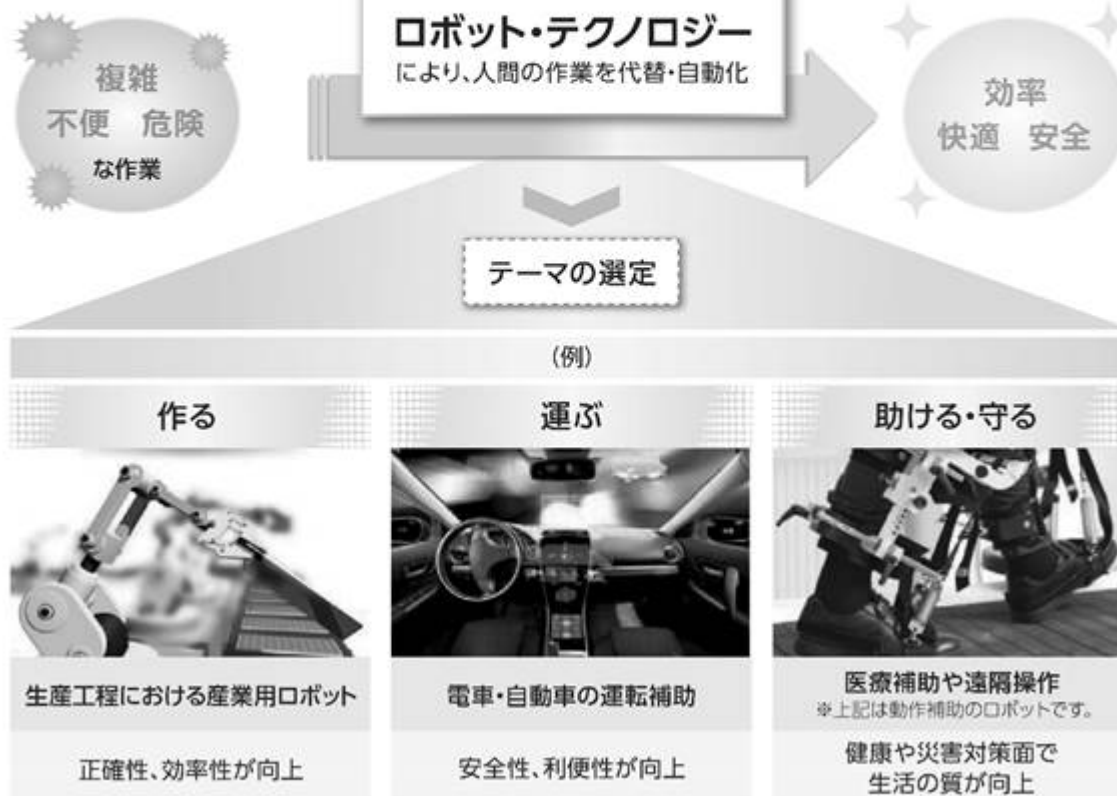 ロボット・テクノロジー
により、人間の作業を代替・自動化
複雑
不便 危険
な作業
効率
快適 安全
テーマの選定
(例)
作る
運ぶ
助ける・守る
生産工程における産業用ロボット
電車・自動車の運転補助
医療補助や遠隔操作
※上記は動作補助のロボットです。
正確性、効率性が向上
安全性、利便性が向上
健康や災害対策面で
生活の質が向上